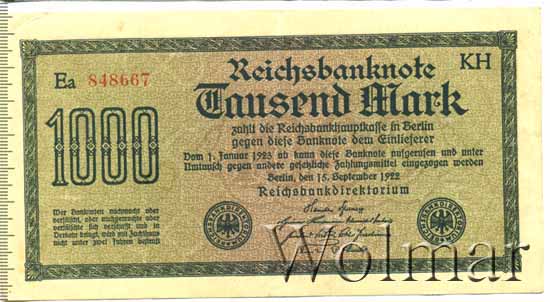 Ea 848667
Reichsbanknote
KH
Tausend Mark
1000
zahlt die Reichsbankhauptkasse in Berlin
gegen diese Banknote dem Einlieferer
Vom 1. Januar 1923 ab kann diese Banknote aufgerufen und unter
Umtausch gegen andere gesetzliche Zahlungsmittel eingezogen werden
Berlin, den 15. September 1922
Reichsbankdirektorium
Wer Banknoten nachmacht oder
verfälscht, oder nachgemachte oder
verfälschte sich verschafft und in
Verkehr bringt, wird mit Zuchthaus
nicht unter zwei Jahren bestraft
Wolmar